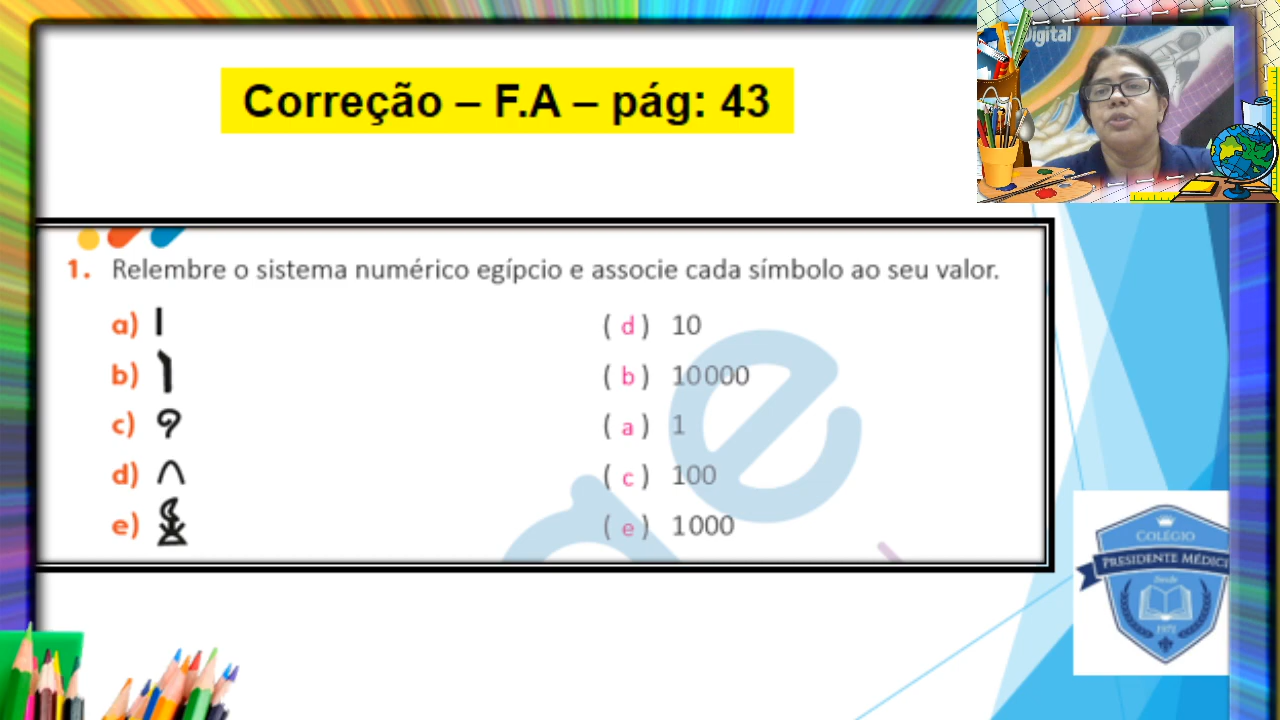 Digital
Correção – F.A – pág: 43
1. Relembre o sistema numérico egípcio e associe cada símbolo ao seu valor.
a) ( d ) 10
b) ( b ) 10000
c) ( a ) 1
d) ( c ) 100
e) ( e ) 1000
COLÉGIO
PRESIDENTE MÉDICI
Desde